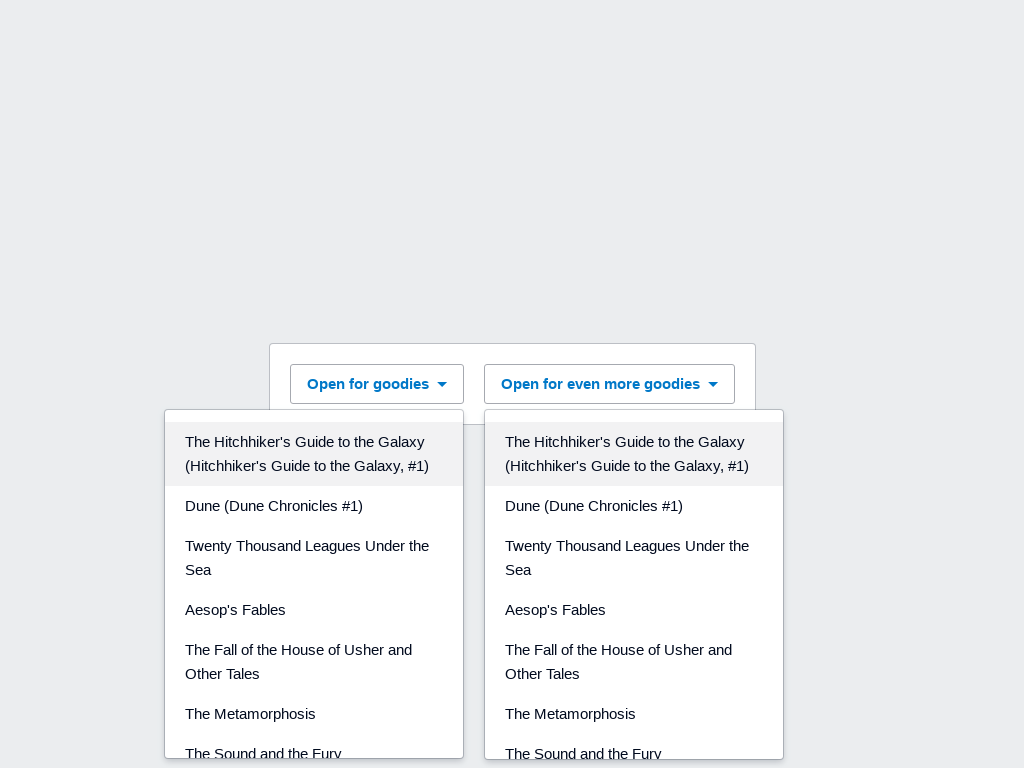 Open for goodies
Open for even more goodies
The Hitchhiker's Guide to the Galaxy
(Hitchhiker's Guide to the Galaxy, #1)
Dune (Dune Chronicles #1)
Twenty Thousand Leagues Under the
Sea
Aesop's Fables
The Fall of the House of Usher and
Other Tales
The Metamorphosis
The Sound and the Fury
The Hitchhiker's Guide to the Galaxy
(Hitchhiker's Guide to the Galaxy, #1)
Dune (Dune Chronicles #1)
Twenty Thousand Leagues Under the
Sea
Aesop's Fables
The Fall of the House of Usher and
Other Tales
The Metamorphosis
The Sound and the Fury